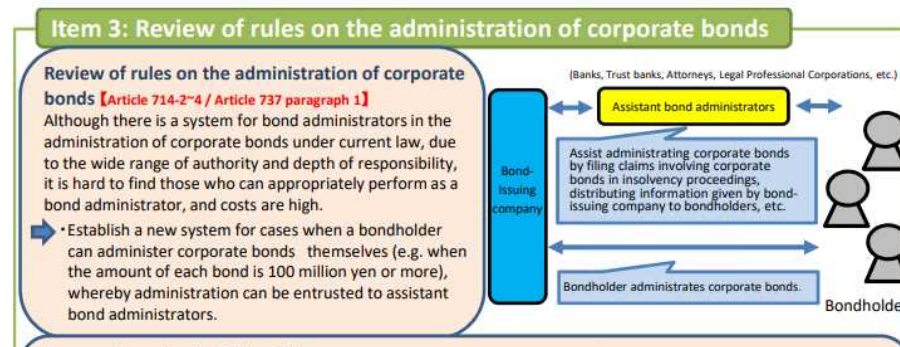 Item 3: Review of rules on the administration of corporate bonds
Review of rules on the administration of corporate
bonds【Article 714-2~4 / Article 737 paragraph 1】
Although there is a system for bond administrators in the
administration of corporate bonds under current law, due
to the wide range of authority and depth of responsibility,
it is hard to find those who can appropriately perform as a
bond administrator, and costs are high.
・Establish a new system for cases when a bondholder
can administer corporate bonds themselves (e.g. when
the amount of each bond is 100 million yen or more),
whereby administration can be entrusted to assistant
bond administrators.
(Banks, Trust banks, Attorneys, Legal Professional Corporations, etc.)
Assistant bond administrators
Bond-
issuing
company
Assist administrating corporate bonds
by filing claims involving corporate
bonds in insolvency proceedings,
distributing information given by bond-
issuing company to bondholders, etc.
Bondholder administrates corporate bonds.
Bondholde